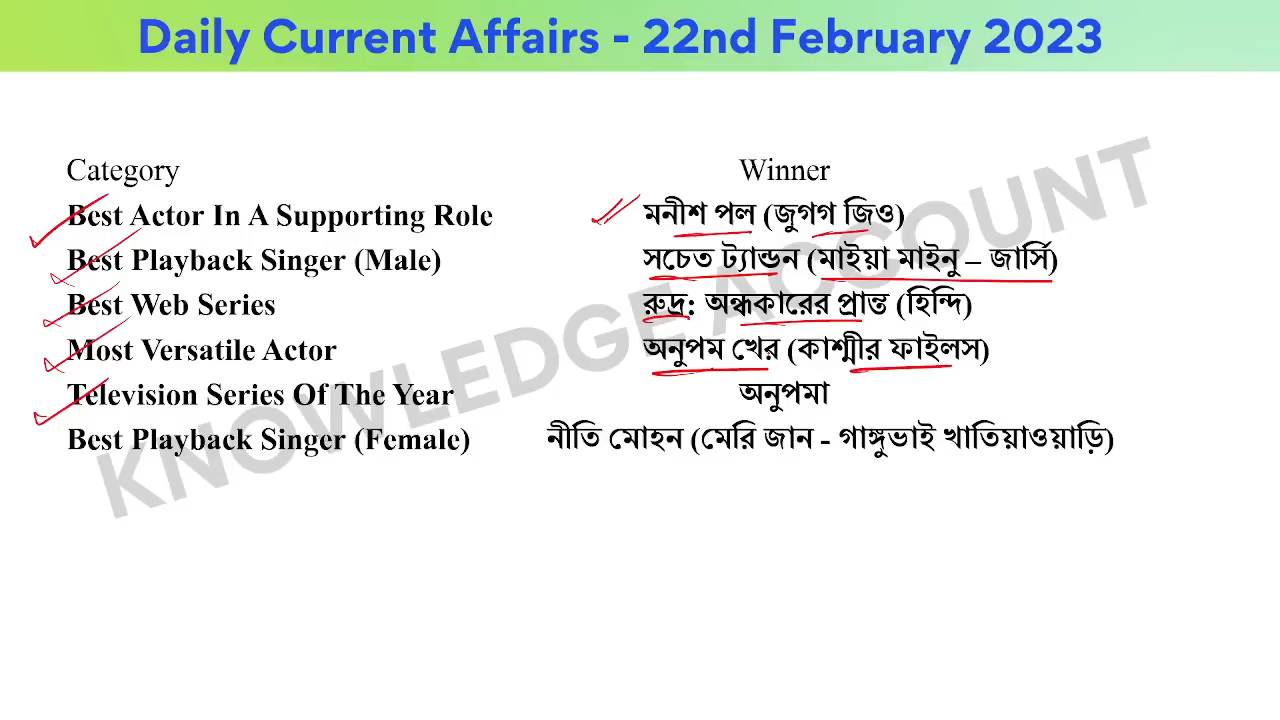 Daily Current Affairs - 22nd February 2023
Category Winner
Best Actor In A Supporting Role মনীশ পল (জুগগ জিও)
Best Playback Singer (Male) সচেত ট্যান্ডন (মাইয়া মাইনু – জার্সি)
Best Web Series রুদ্র: অন্ধকারের প্রান্ত (হিন্দি)
Most Versatile Actor অনুপম খের (কাশ্মীর ফাইলস)
Television Series Of The Year অনুপমা
Best Playback Singer (Female) নীতি মোহন (মেরি জান - গাঙ্গুভাই খাতিয়াওয়াড়ি)
KNOWLEDGE ACCOUNT